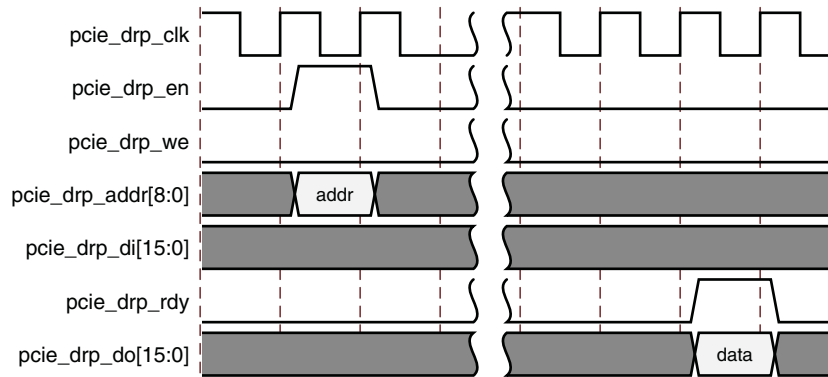 pcie_drp_clk
pcie_drp_en
pcie_drp_we
pcie_drp_addr[8:0] addr
pcie_drp_di[15:0]
pcie_drp_rdy
pcie_drp_do[15:0] data